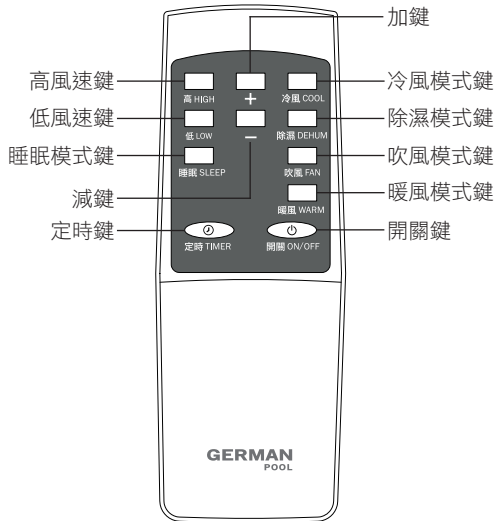 加鍵
高風速鍵
低風速鍵
睡眠模式鍵
減鍵
定時鍵
高 HIGH
+
冷風 COOL
低 LOW
−
除濕 DEHUM
睡眠 SLEEP
吹風 FAN
暖風 WARM
定時 TIMER
開關 ON/OFF
冷風模式鍵
除濕模式鍵
吹風模式鍵
暖風模式鍵
開關鍵
GERMAN
POOL